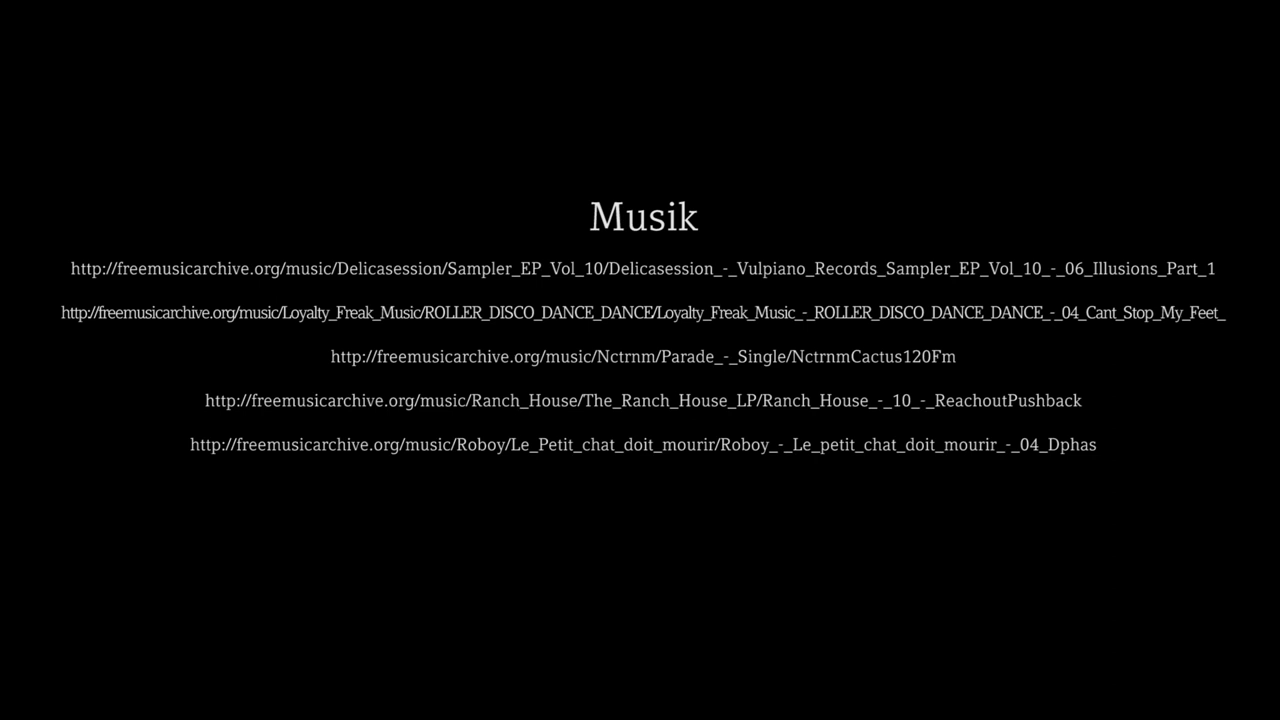 Musik
http://freemusicarchive.org/music/Delicasession/Sampler_EP_Vol_10/Delicasession_-_Vulpiano_Records_Sampler_EP_Vol_10_-_06_Illusions_Part_1
http://freemusicarchive.org/music/Loyalty_Freak_Music/ROLLER_DISCO_DANCE_DANCE/Loyalty_Freak_Music_-_ROLLER_DISCO_DANCE_DANCE_-_04_Cant_Stop_My_Feet_
http://freemusicarchive.org/music/Nctrnm/Parade_-_Single/NctrnmCactus120Fm
http://freemusicarchive.org/music/Ranch_House/The_Ranch_House_LP/Ranch_House_-_10_-_ReachoutPushback
http://freemusicarchive.org/music/Roboy/Le_Petit_chat_doit_mourir/Roboy_-_Le_petit_chat_doit_mourir_-_04_Dphas